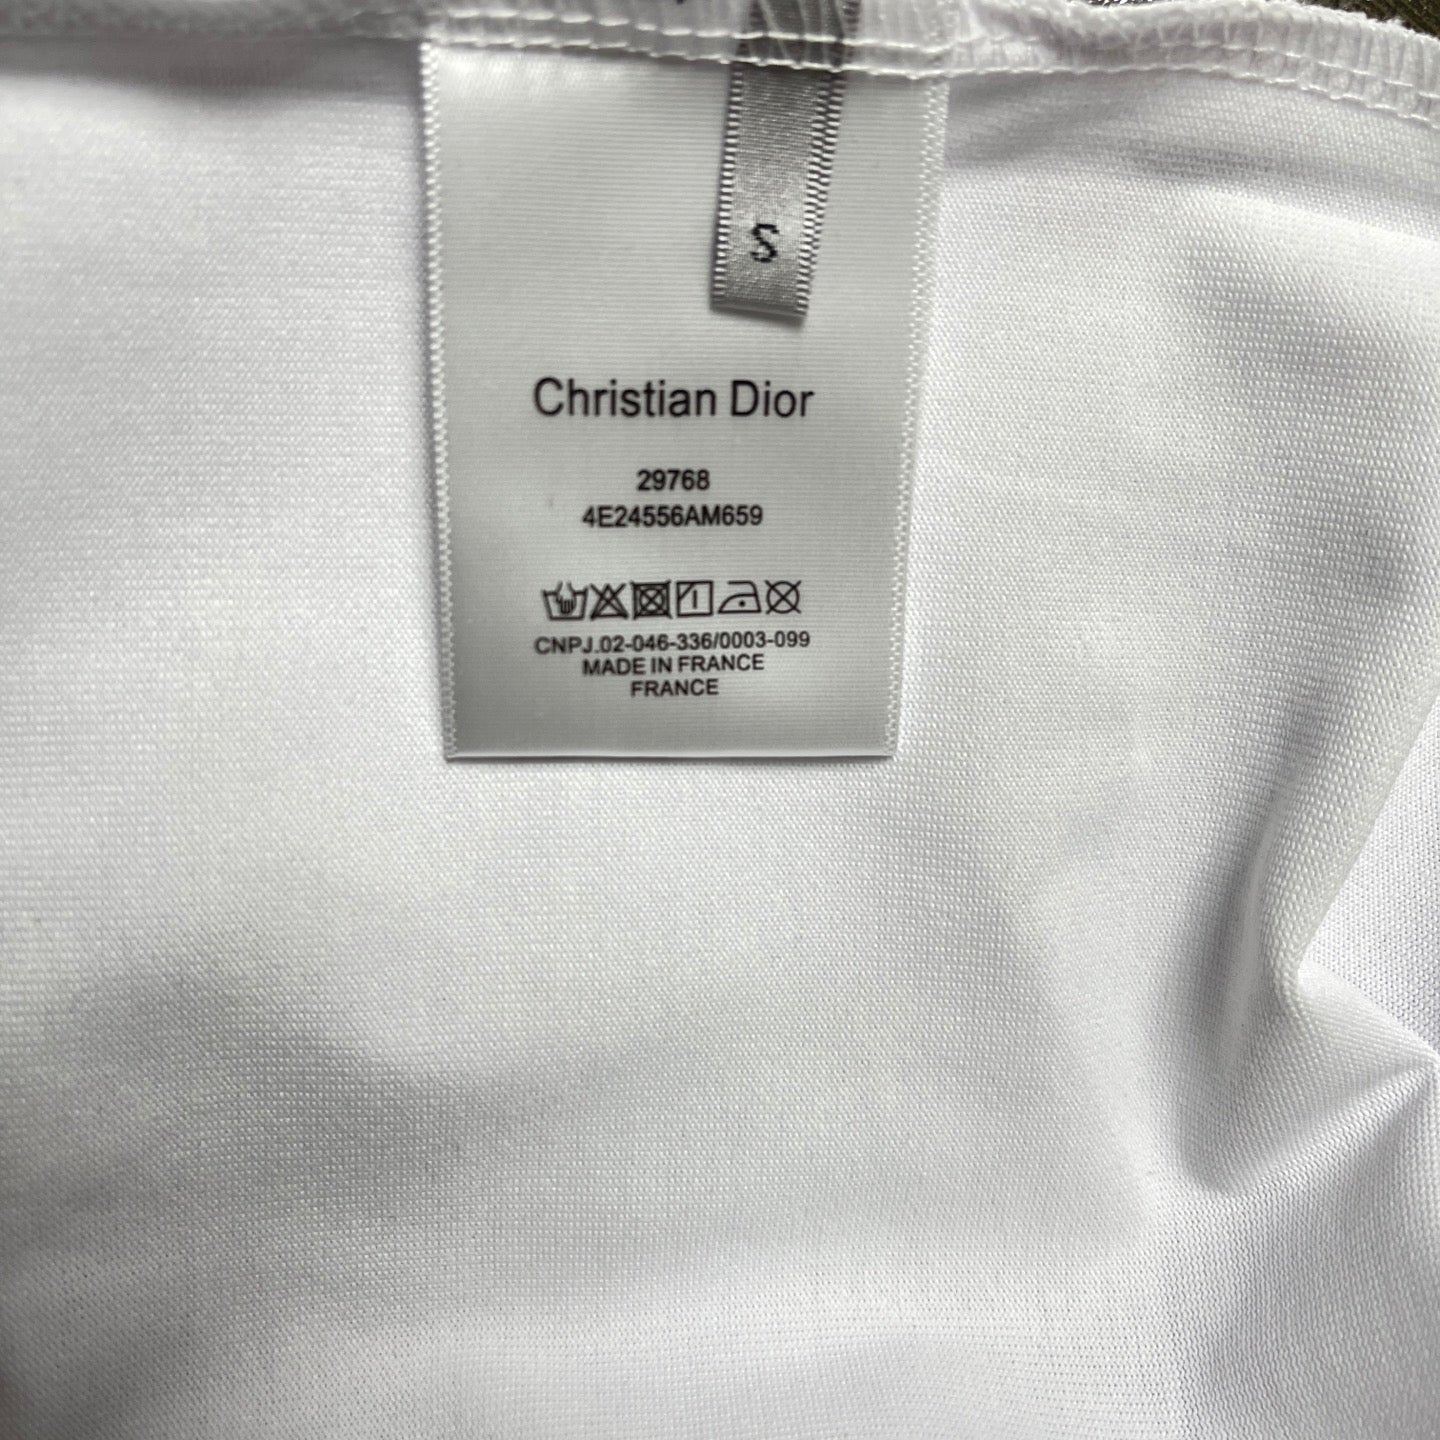 S
Christian Dior
29768
4E24556AM659
CNPJ.02-046-336/0003-099
MADE IN FRANCE
FRANCE